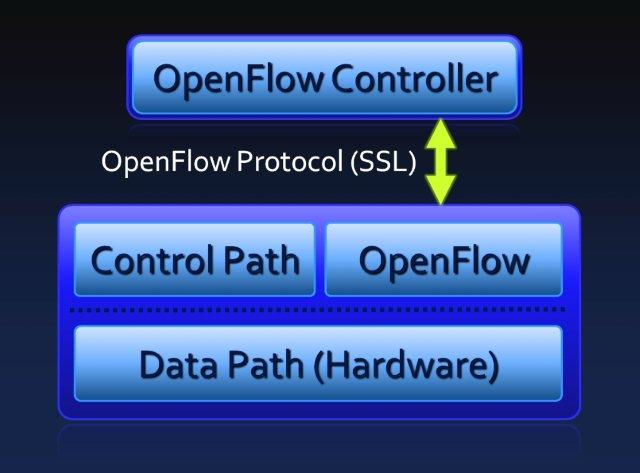 OpenFlow Controller
OpenFlow Protocol (SSL)
Control Path
OpenFlow
Data Path (Hardware)